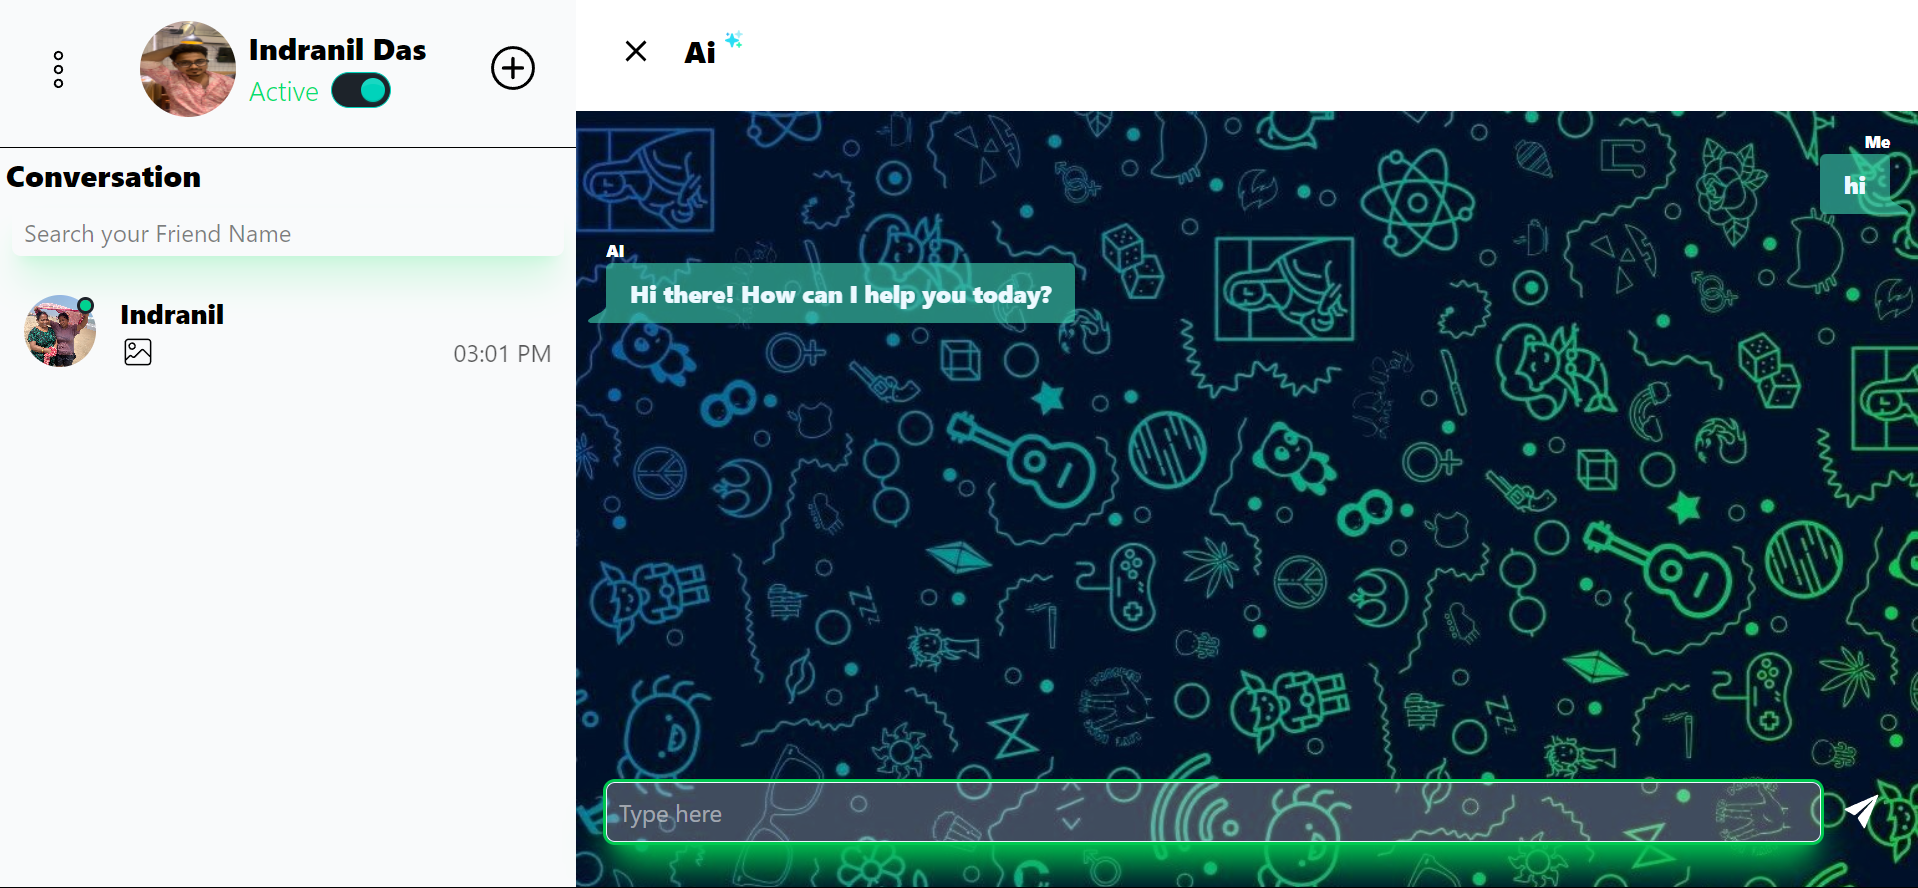 Indranil Das
Active
Conversation
Search your Friend Name
Indranil
03:01 PM
Ai
Me
hi
AI
Hi there! How can I help you today?
Type here